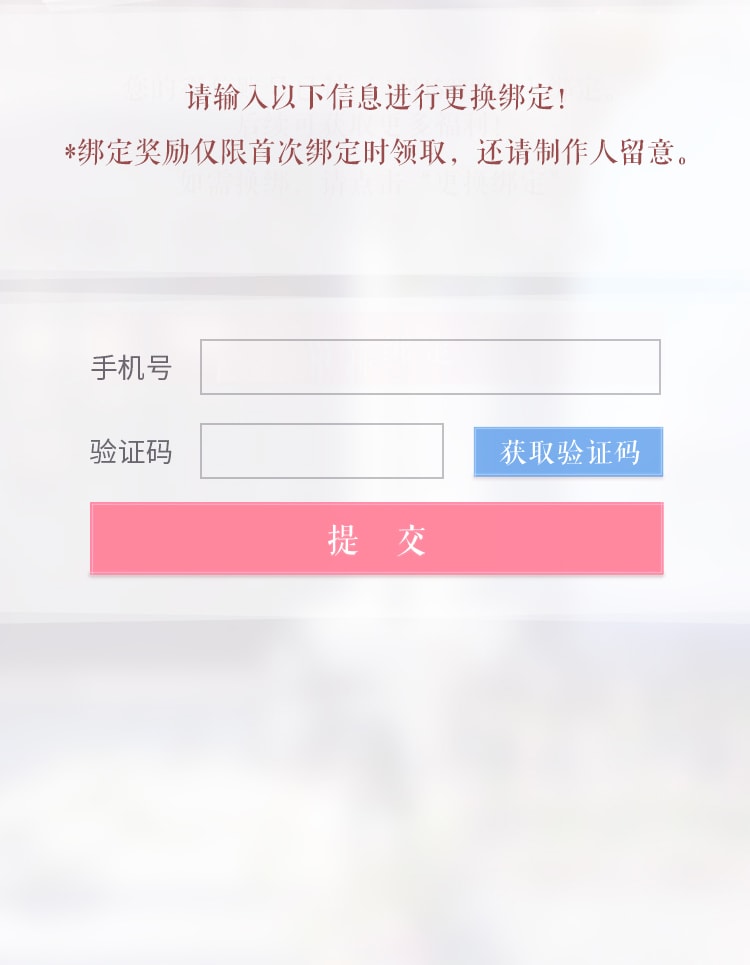 请输入以下信息进行更换绑定！
*绑定奖励仅限首次绑定时领取，还请制作人留意。
手机号
验证码
获取验证码
提 交